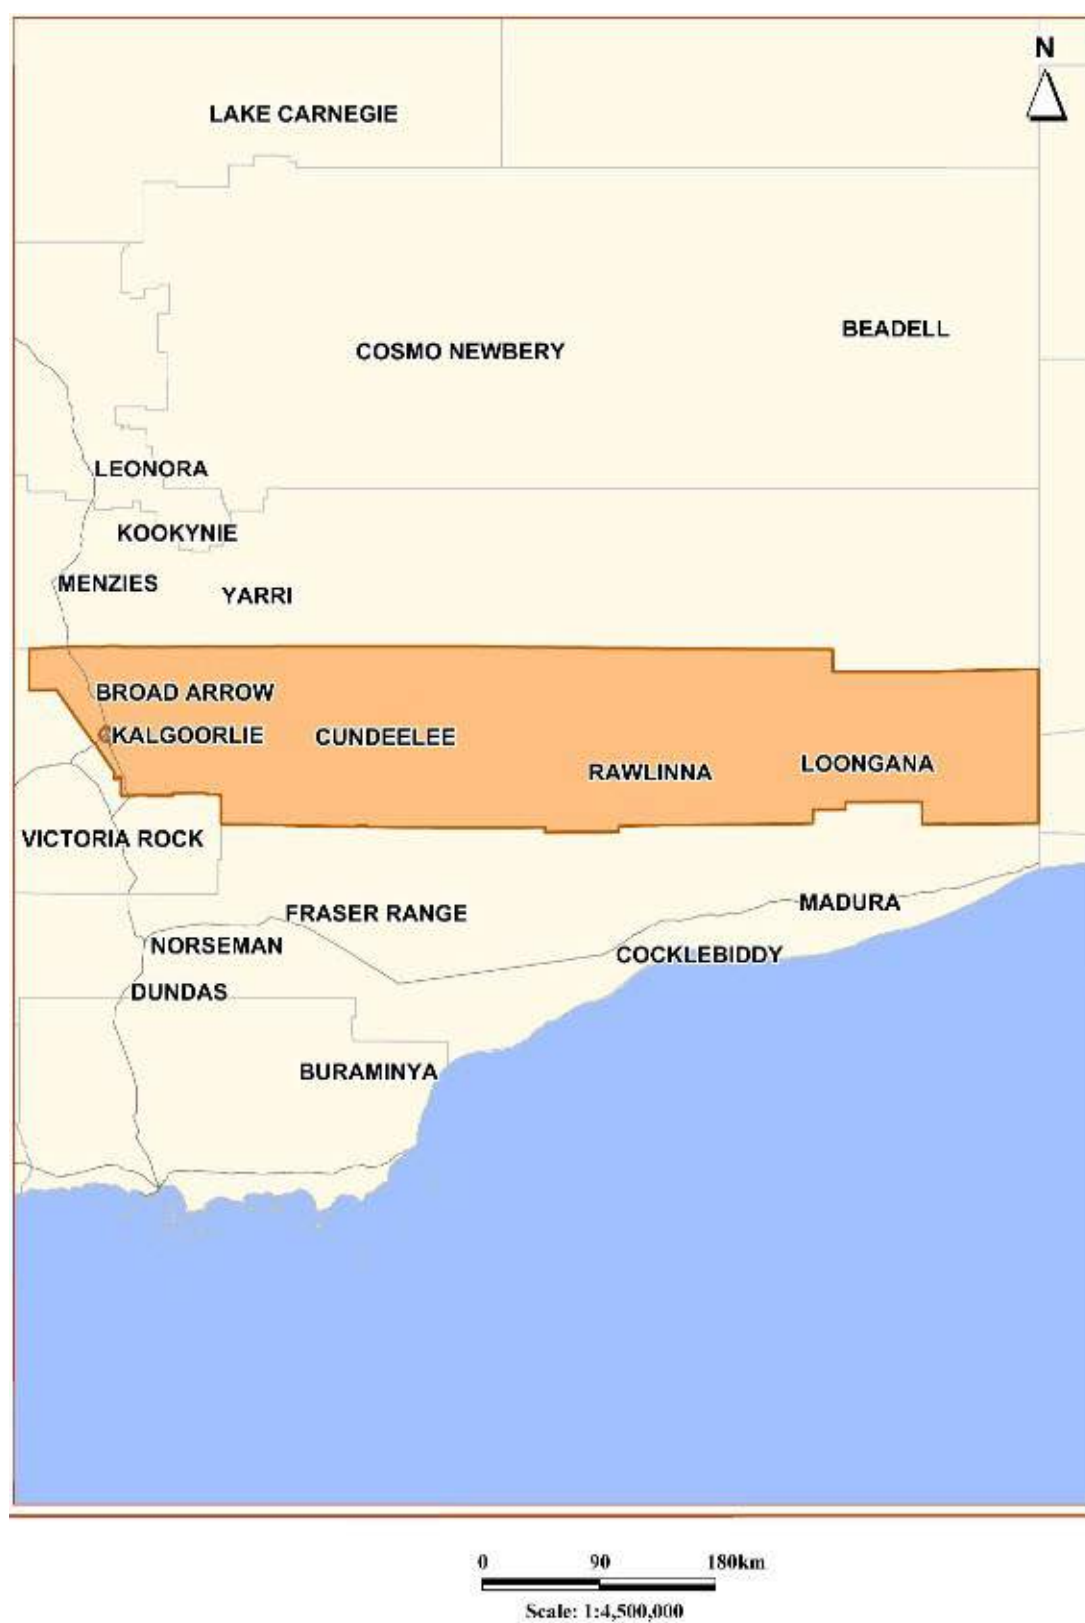 N
LAKE CARNEGIE
BEADELL
COSMO NEWBERY
LEONORA
KOOKYNIE
MENZIES
YARRI
BROAD ARROW
KALGOORLIE
CUNDEELEE
RAWLINNA
LOONGANA
VICTORIA ROCK
FRASER RANGE
MADURA
NORSEMAN
COCKLEBIDDY
DUNDAS
BURAMINYA
0 90 180km
Scale: 1:4,500,000